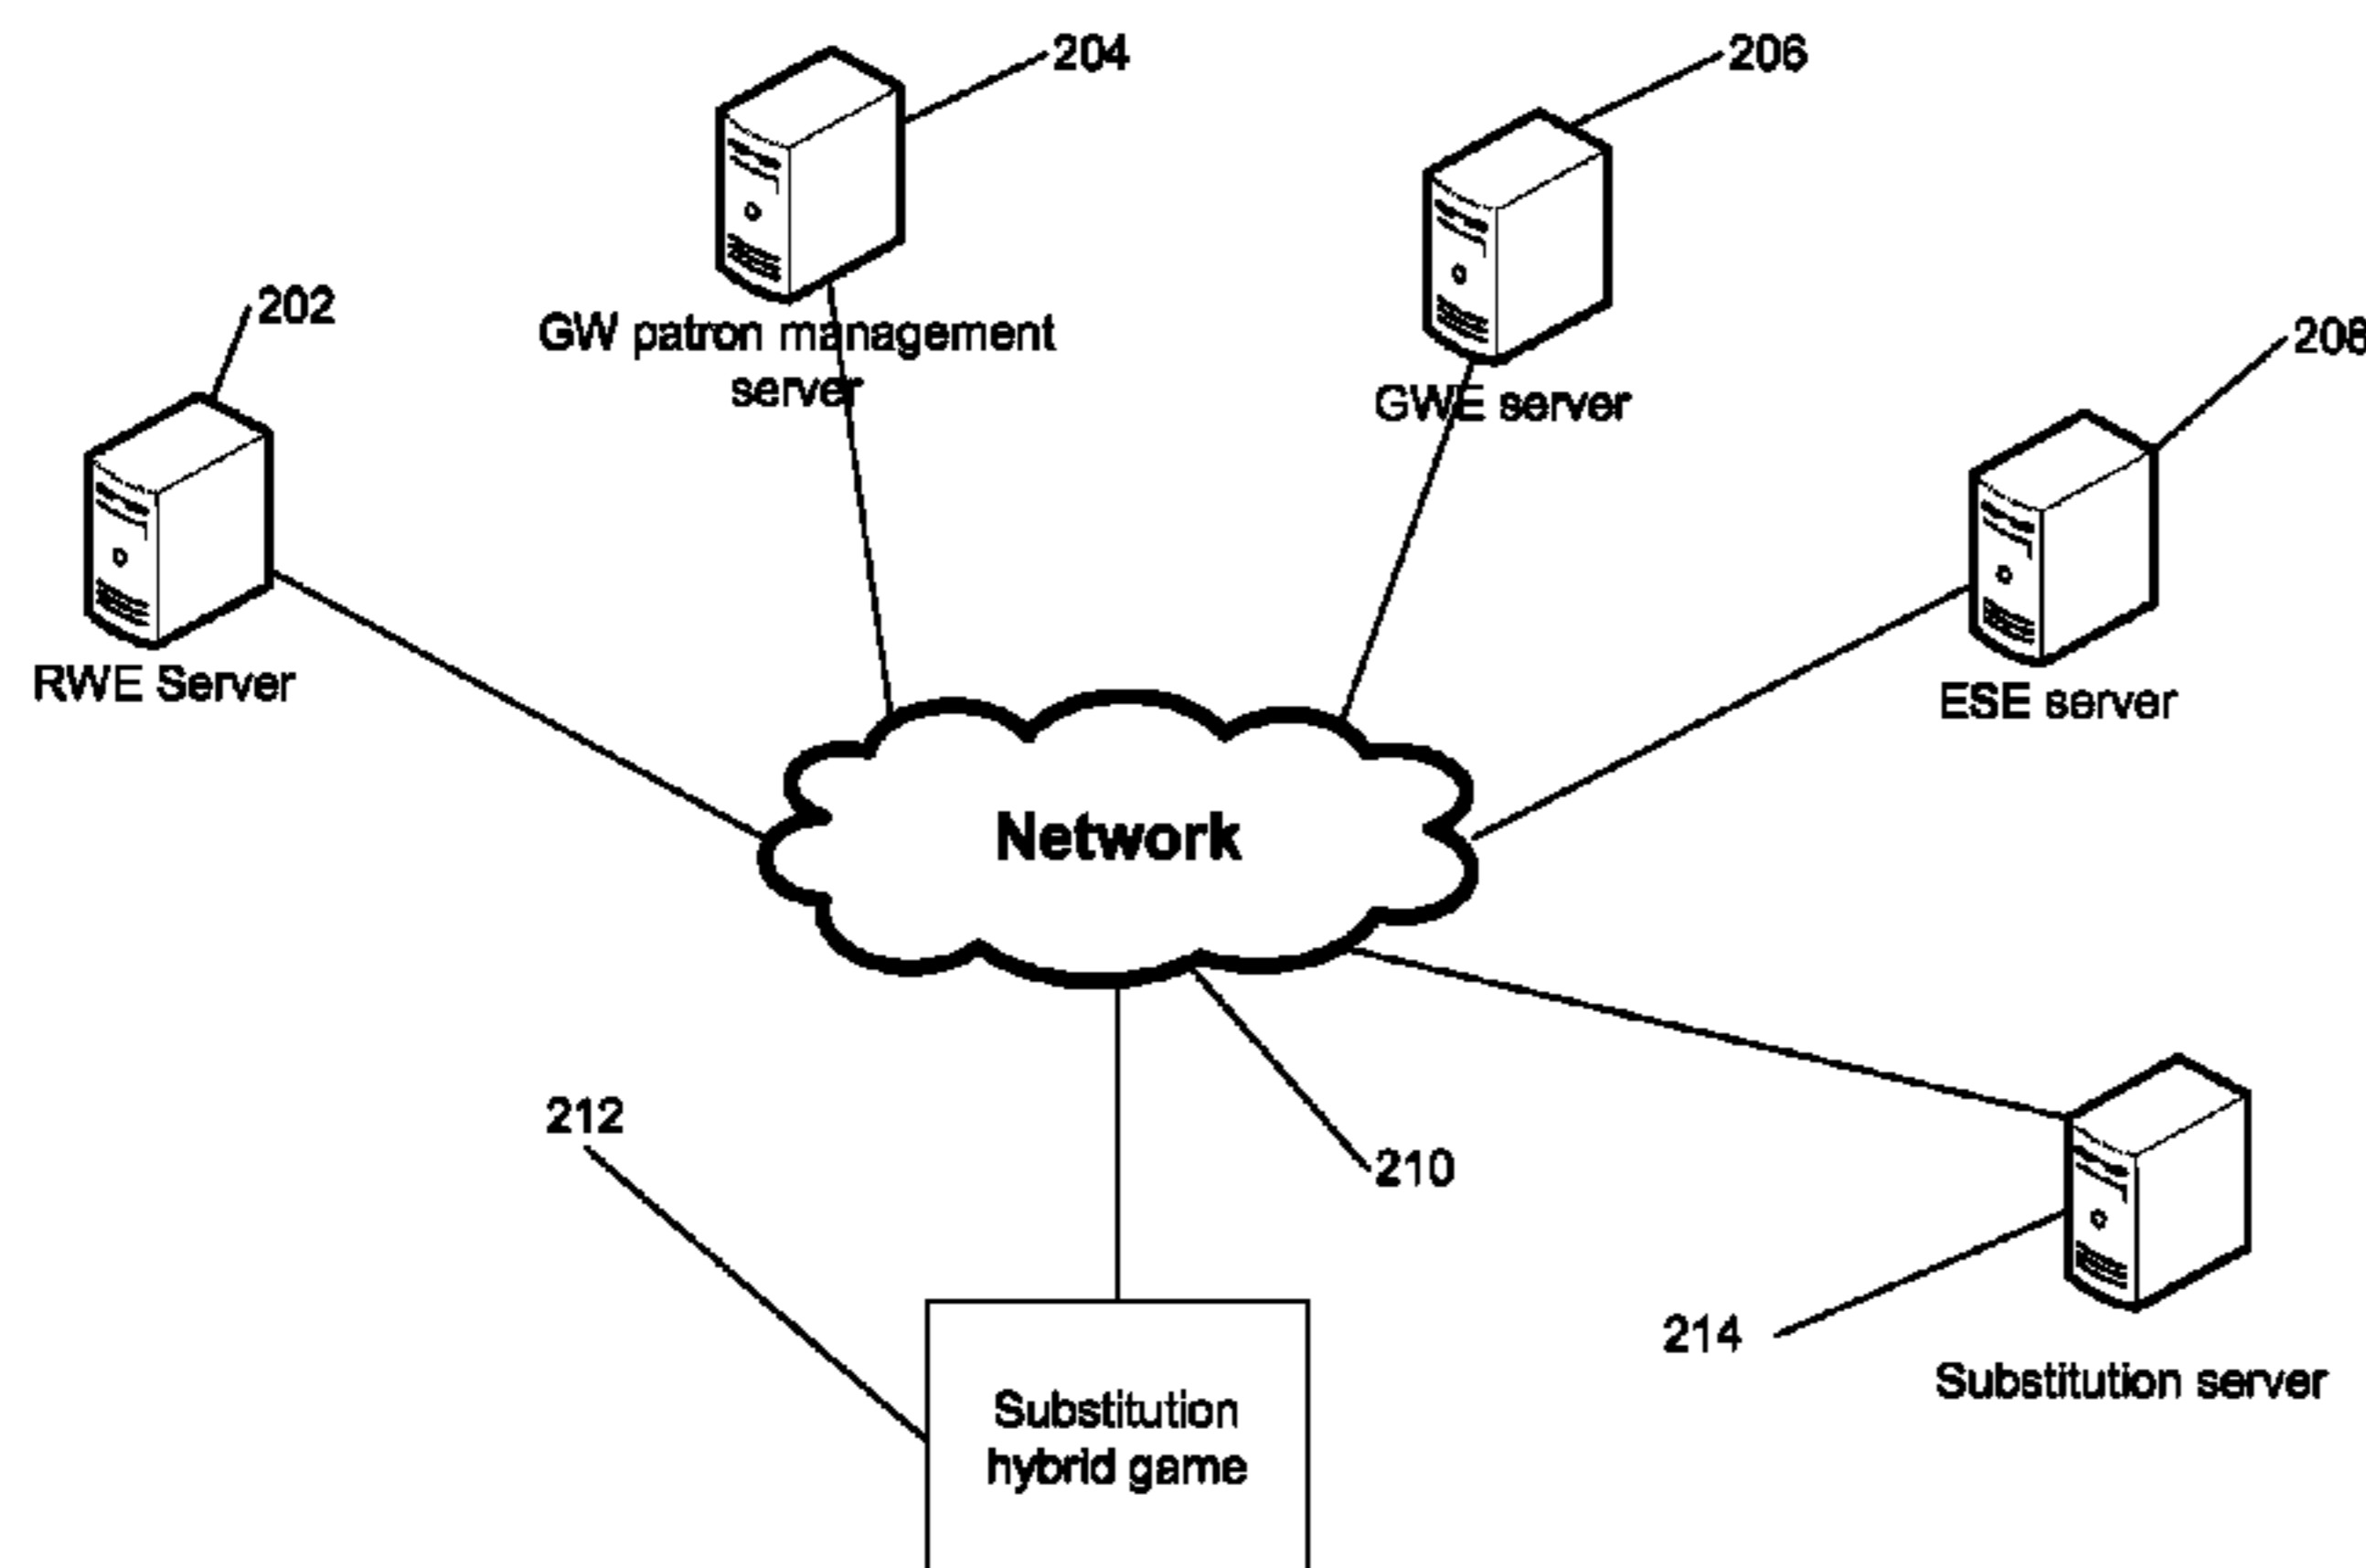 204
206
202
GW patron management
server
208
GWE server
RWE Server
ESE server
Network
212
210
214
Substitution server
Substitution
hybrid game